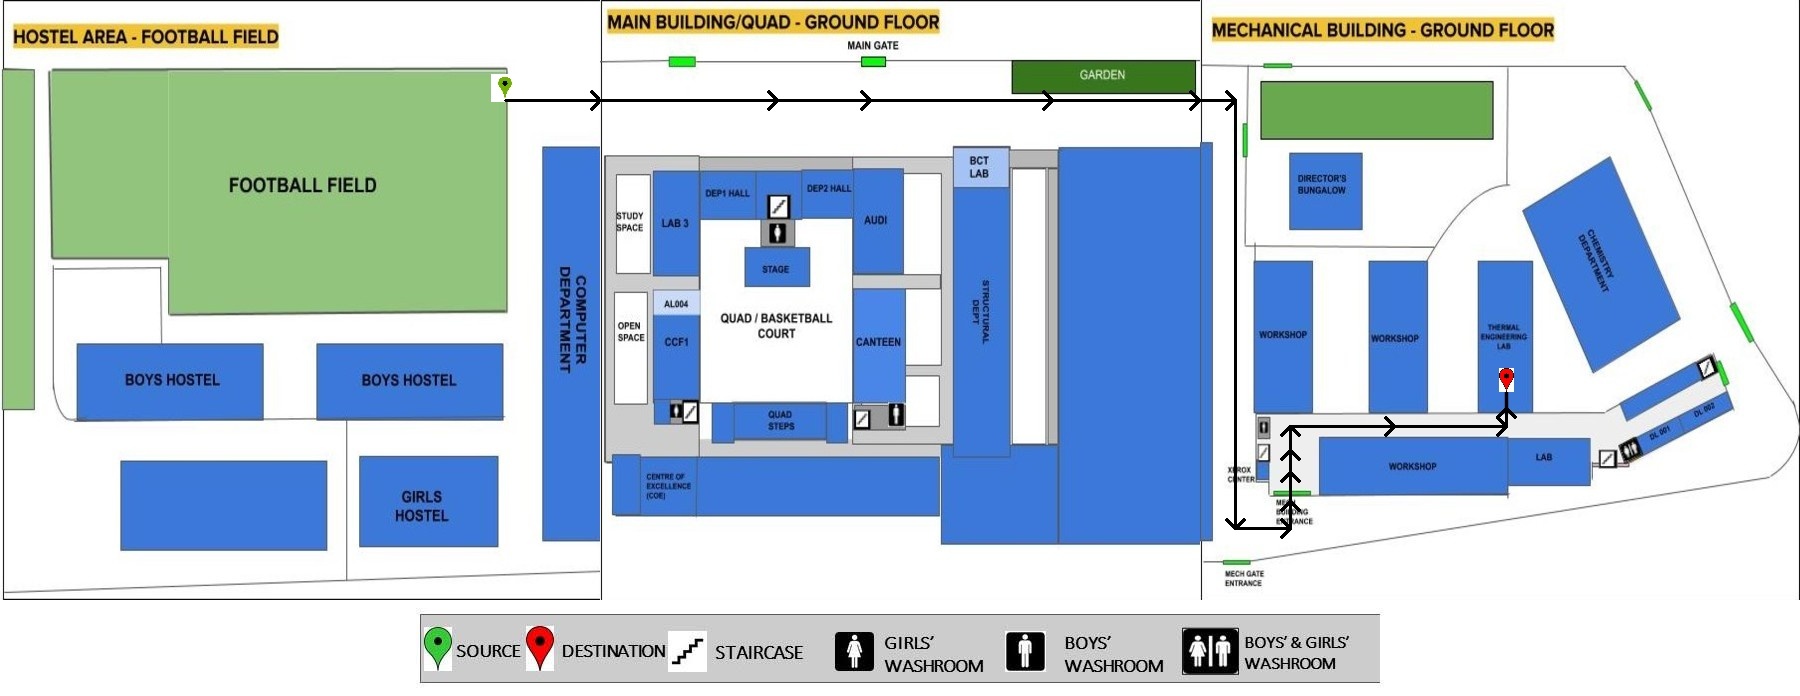 HOSTEL AREA - FOOTBALL FIELD
FOOTBALL FIELD
BOYS HOSTEL
BOYS HOSTEL
GIRLS
HOSTEL
COMPUTER
DEPARTMENT
MAIN BUILDING/QUAD - GROUND FLOOR
MAIN GATE
GARDEN
STUDY
SPACE
LAB 3
DEP1 HALL
DEP2 HALL
AUDI
BCT
LAB
STAGE
OPEN
SPACE
AL004
CCF1
QUAD / BASKETBALL
COURT
CANTEEN
STRUCTURAL
DEPT
QUAD
STEPS
CENTRE OF
EXCELLENCE
(COE)
MECHANICAL BUILDING - GROUND FLOOR
DIRECTOR'S
BUNGALOW
CHEMISTRY
DEPARTMENT
WORKSHOP
WORKSHOP
THERMAL
ENGINEERING
LAB
XEROX
CENTER
WORKSHOP
LAB
DL 001
DL 002
MECH
BUILDING
ENTRANCE
MECH GATE
ENTRANCE
SOURCE
DESTINATION
STAIRCASE
GIRLS'
WASHROOM
BOYS'
WASHROOM
BOYS' & GIRLS'
WASHROOM